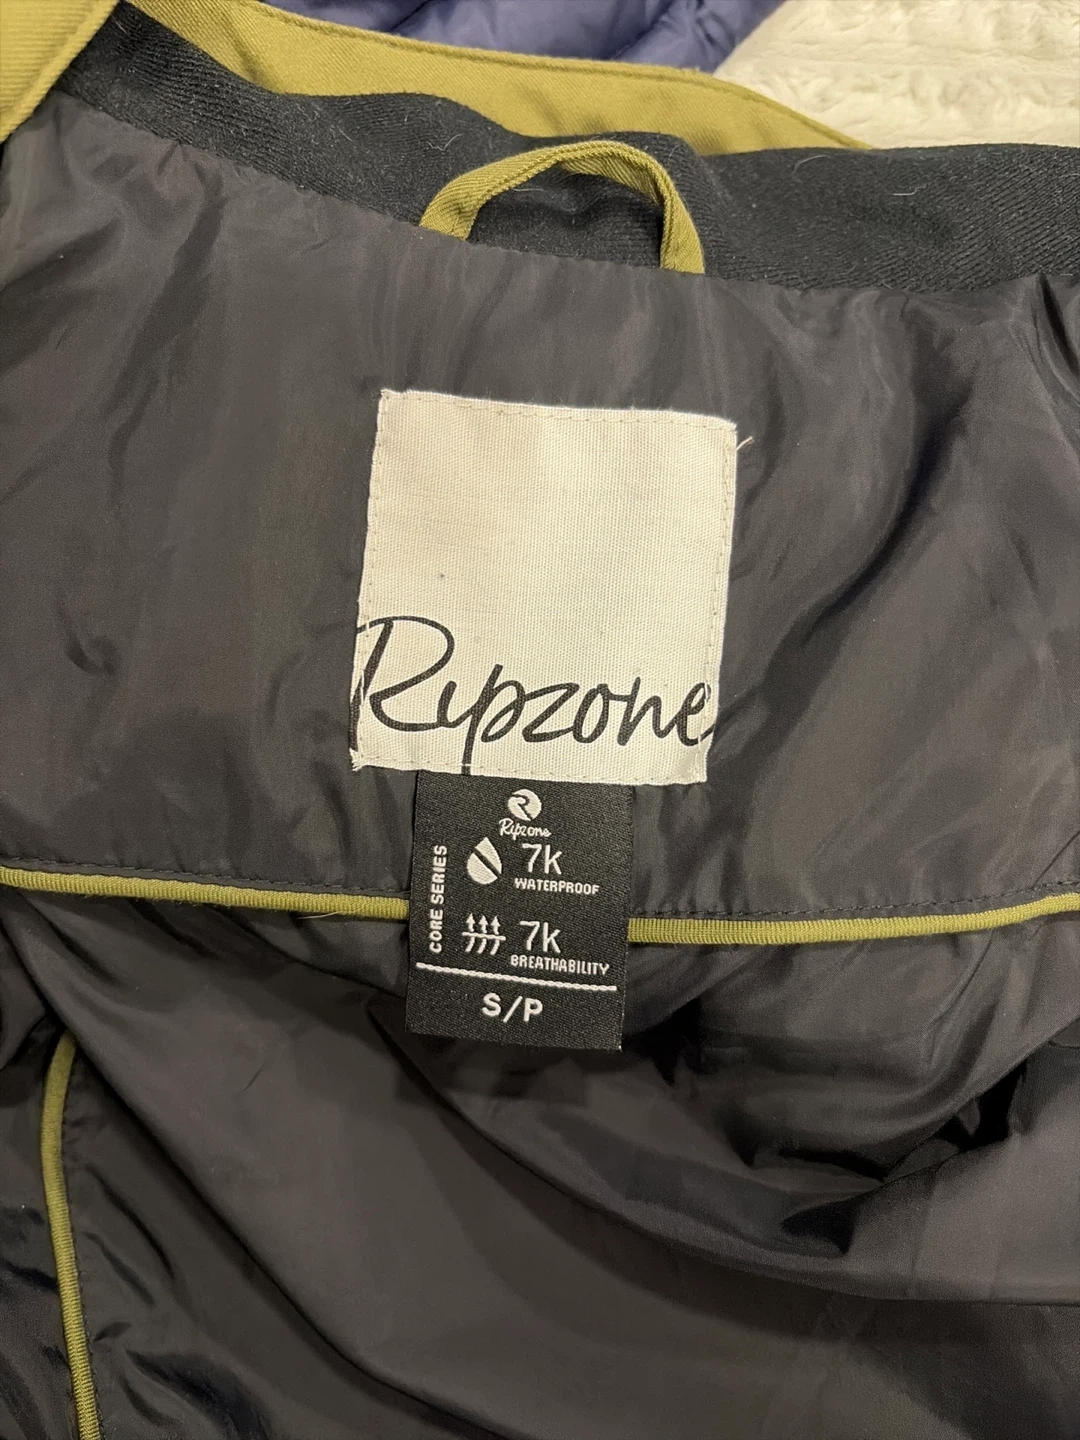 Ripzone
Ripzone
CORE SERIES
7k
WATERPROOF
7k
BREATHABILITY
S/P